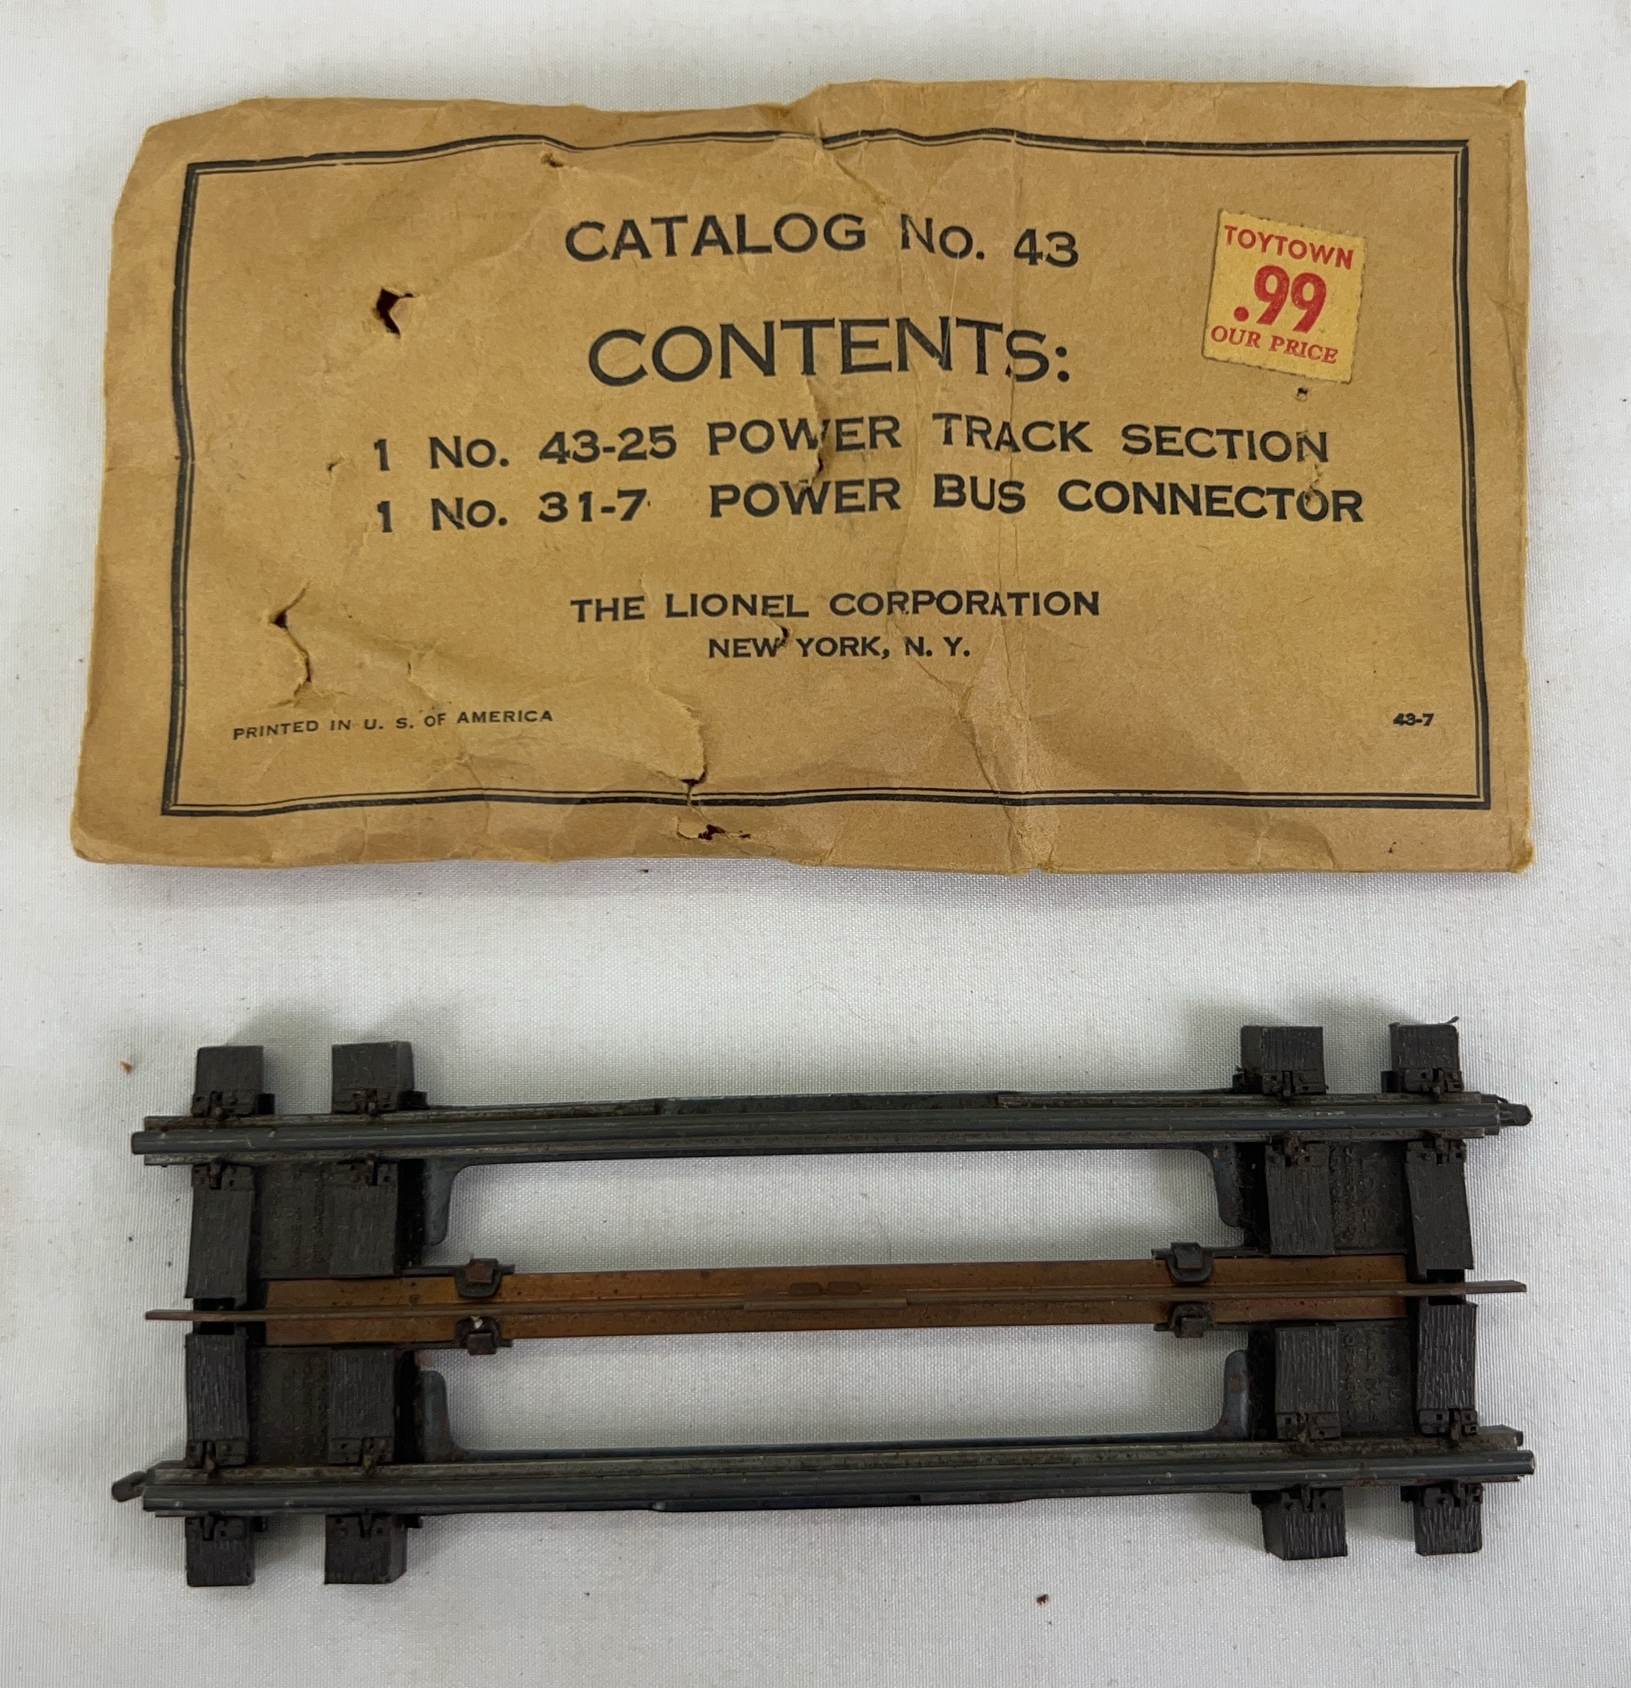 CATALOG No. 43
TOYTOWN
.99
OUR PRICE
CONTENTS:
1 No. 43-25 POWER TRACK SECTION
1 No. 31-7 POWER BUS CONNECTOR
THE LIONEL CORPORATION
NEW YORK, N. Y.
PRINTED IN U. S. OF AMERICA
43-7